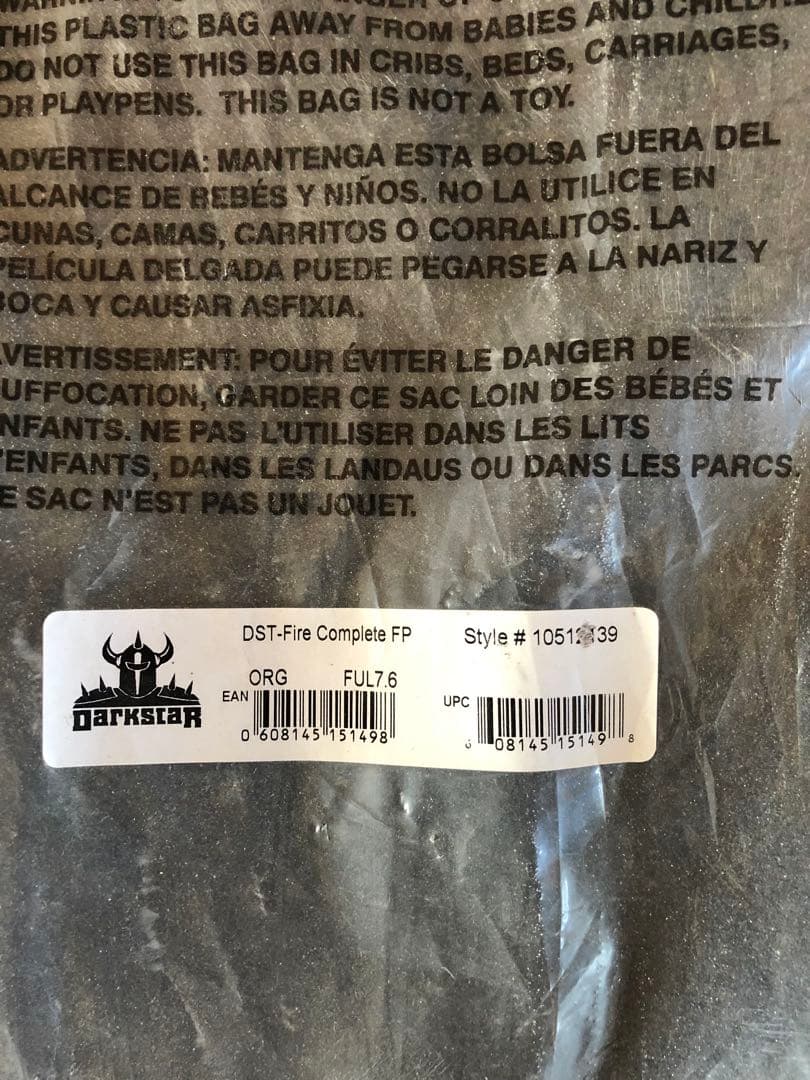 THIS PLASTIC BAG AWAY FROM BABIES AND
DO NOT USE THIS BAG IN CRIBS, BEDS, CARRIAGES,
OR PLAYPENS. THIS BAG IS NOT A TOY.
ADVERTENCIA: MANTENGA ESTA BOLSA FUERA DEL
ALCANCE DE BEBÉS Y NIÑOS. NO LA UTILICE EN
CUNAS, CAMAS, CARRITOS O CORRALITOS. LA
PELÍCULA DELGADA PUEDE PEGARSE A LA NARIZ Y
BOCA Y CAUSAR ASFIXIA.
VERTISSEMENT: POUR ÉVITER LE DANGER DE
UFFOCATION, GARDER CE SAC LOIN DES BÉBÉS ET
NFANTS. NE PAS L'UTILISER DANS LES LITS
'ENFANTS, DANS LES LANDAUS OU DANS LES PARCS.
E SAC N'EST PAS UN JOUET.
DST-Fire Complete FP Style #
ORG FUL7.6
EAN UPC
DarkstaR
0 608145 151498 6 08145 15149 8